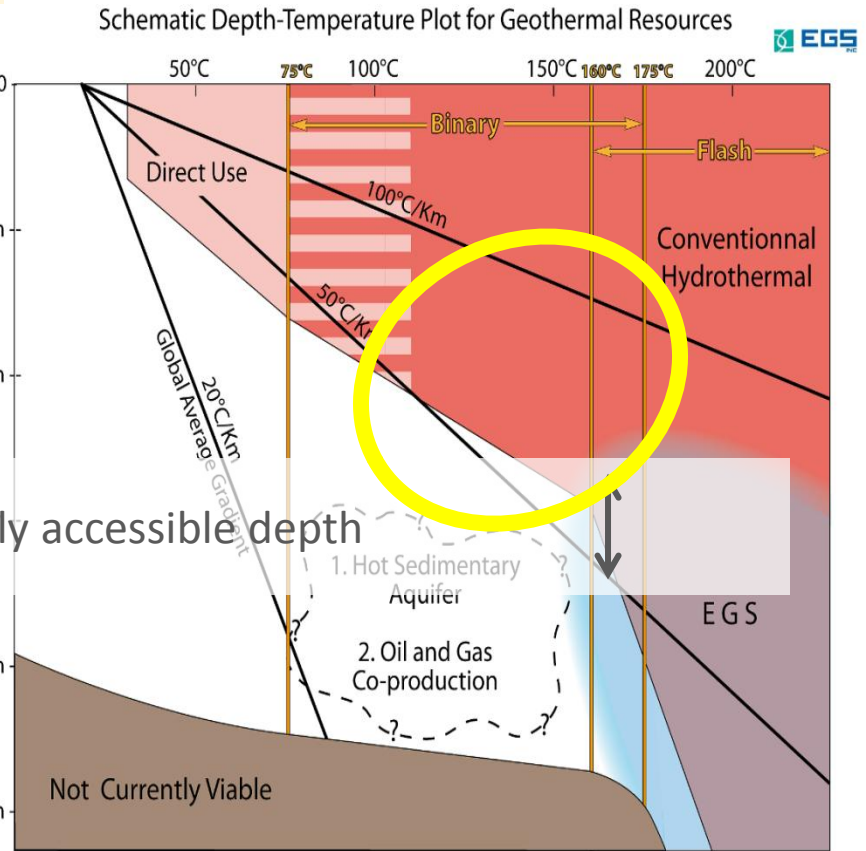 Schematic Depth-Temperature Plot for Geothermal Resources
EGS
INC
50°C
75°C
100°C
150°C
160°C
175°C
200°C
0
Binary
Flash
Direct Use
100°C/Km
Conventionnal
Hydrothermal
50°C/Km
20°C/Km
Global Average Gradient
ly accessible depth
1. Hot Sedimentary
Aquifer
2. Oil and Gas
Co-production
?
?
?
?
?
E G S
Not Currently Viable